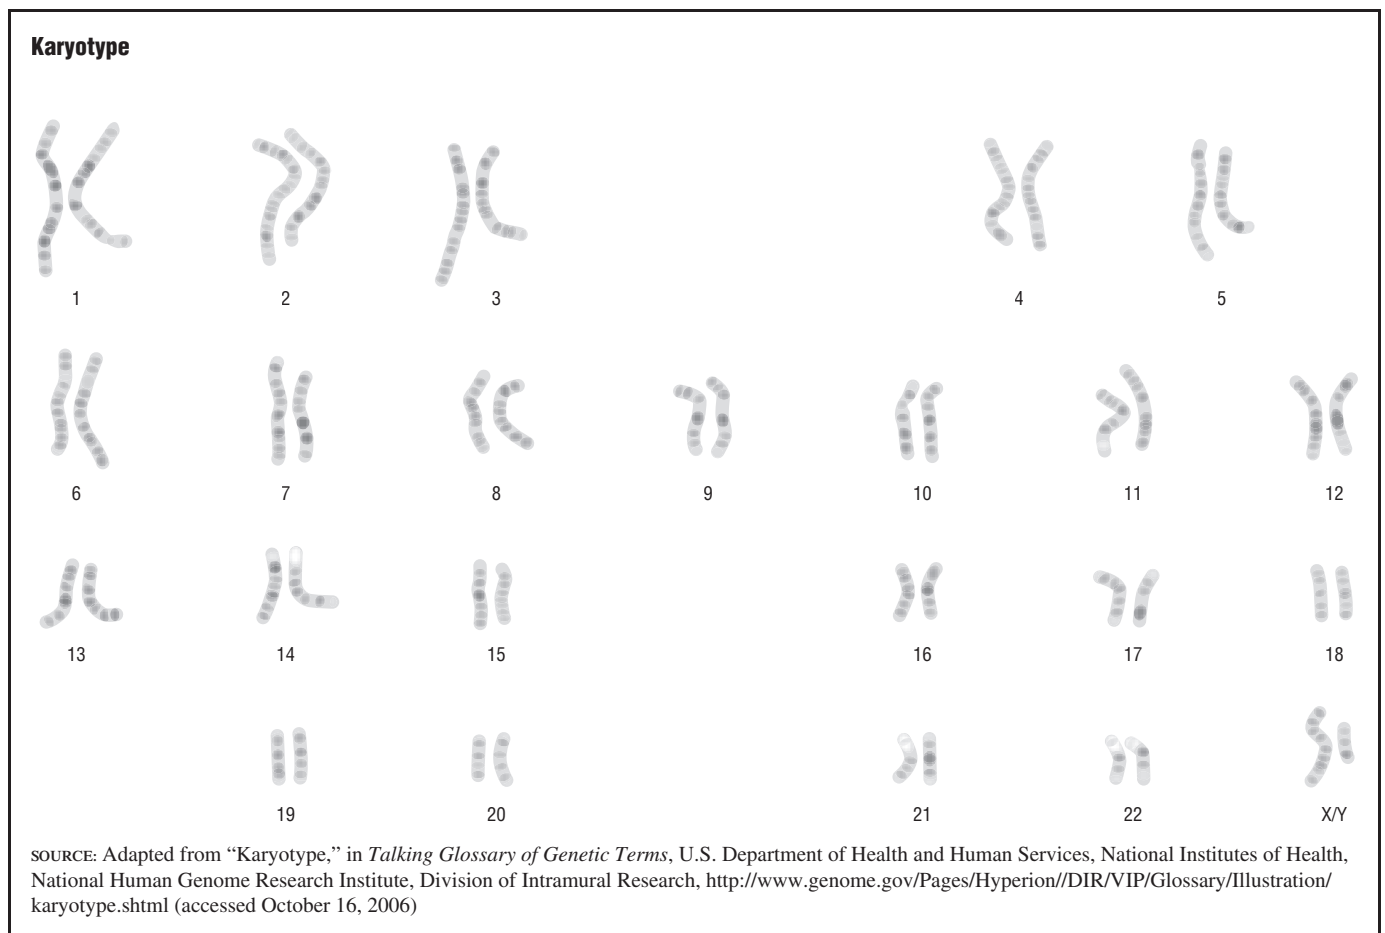 Karyotype
1 2 3 4 5
6 7 8 9 10 11 12
13 14 15 16 17 18
19 20 21 22 X/Y
SOURCE: Adapted from “Karyotype,” in Talking Glossary of Genetic Terms, U.S. Department of Health and Human Services, National Institutes of Health,
National Human Genome Research Institute, Division of Intramural Research, http://www.genome.gov/Pages/Hyperion//DIR/VIP/Glossary/Illustration/
karyotype.shtml (accessed October 16, 2006)